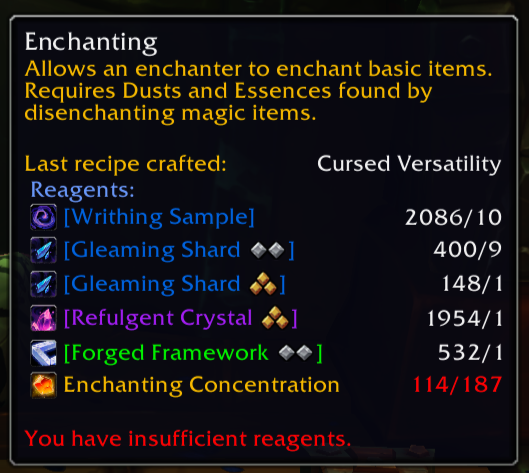 Enchanting
Allows an enchanter to enchant basic items.
Requires Dusts and Essences found by
disenchanting magic items.
Last recipe crafted: Cursed Versatility
Reagents:
[Writhing Sample] 2086/10
[Gleaming Shard ] 400/9
[Gleaming Shard ] 148/1
[Refulgent Crystal ] 1954/1
[Forged Framework ] 532/1
Enchanting Concentration 114/187
You have insufficient reagents.